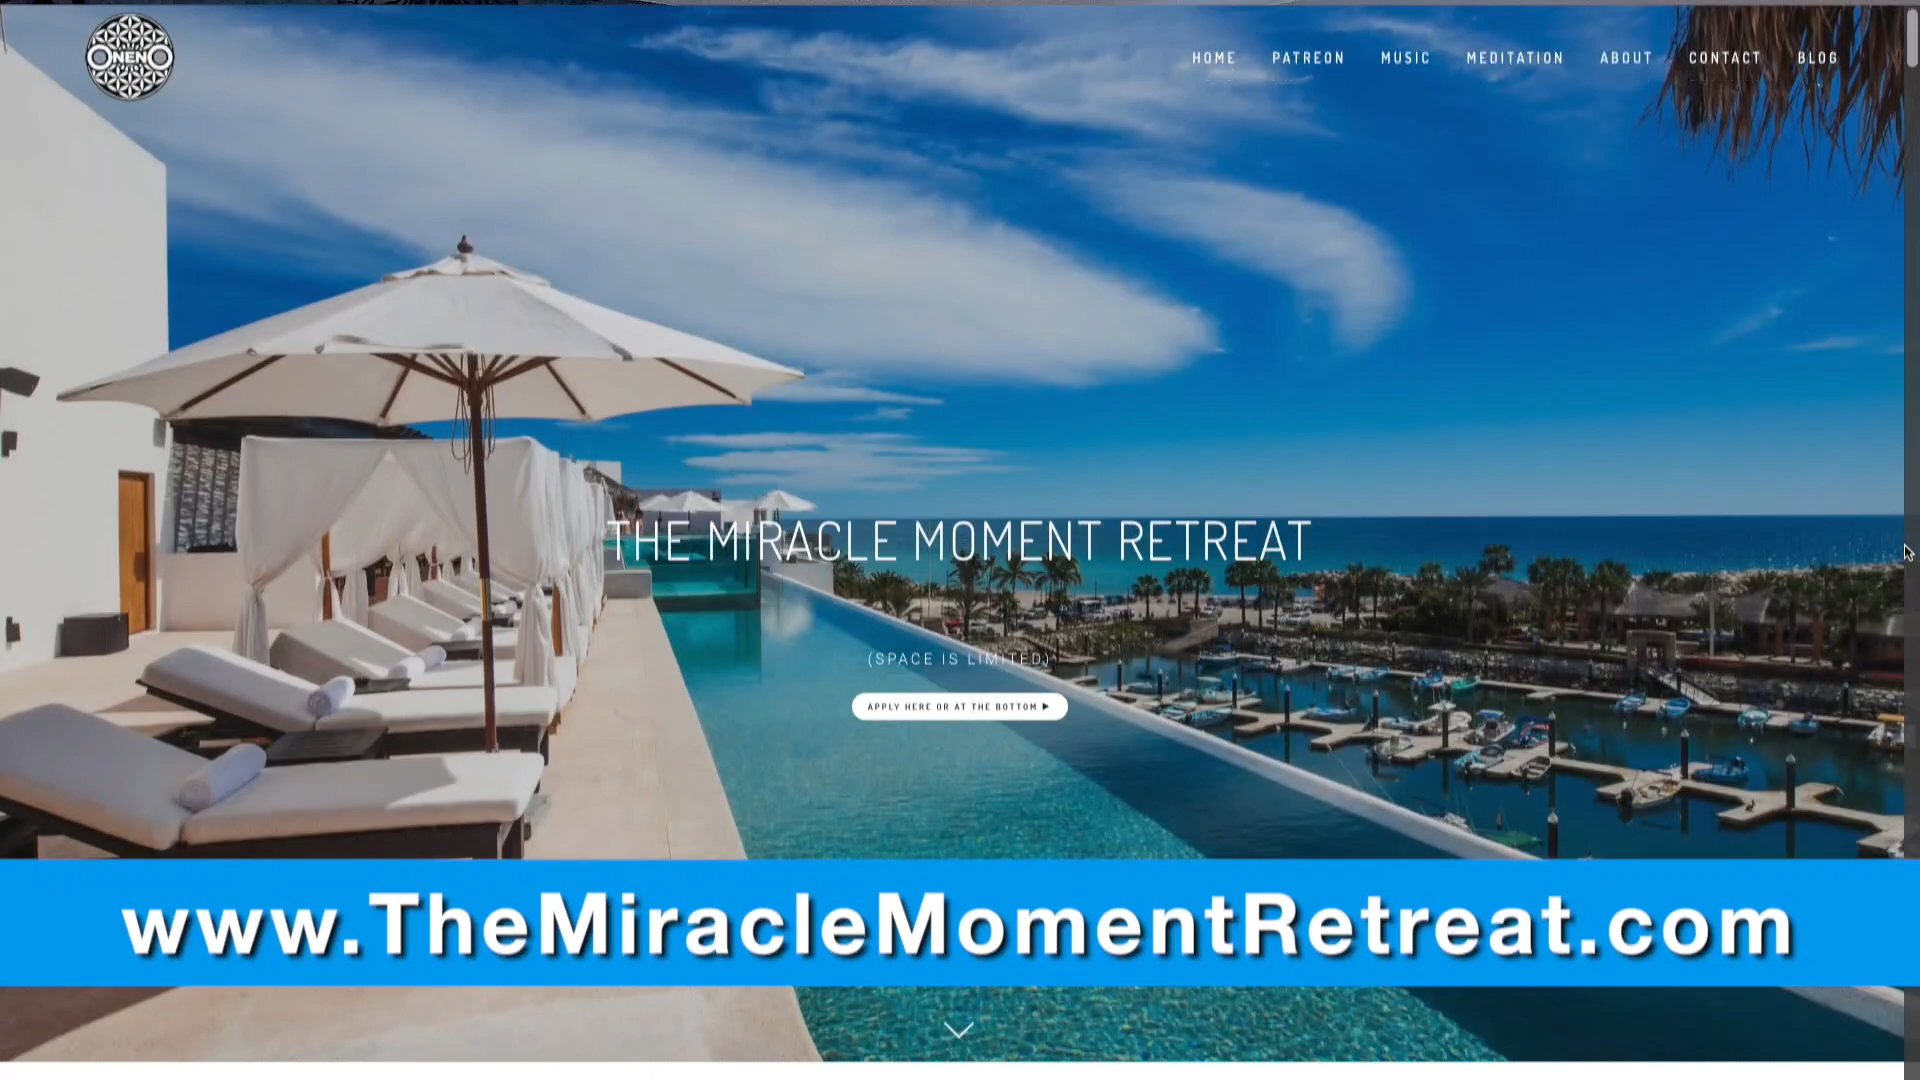 ONENO
HOME PATREON MUSIC MEDITATION ABOUT CONTACT BLOG
THE MIRACLE MOMENT RETREAT
(SPACE IS LIMITED)
APPLY HERE OR AT THE BOTTOM ►
www.TheMiracleMomentRetreat.com